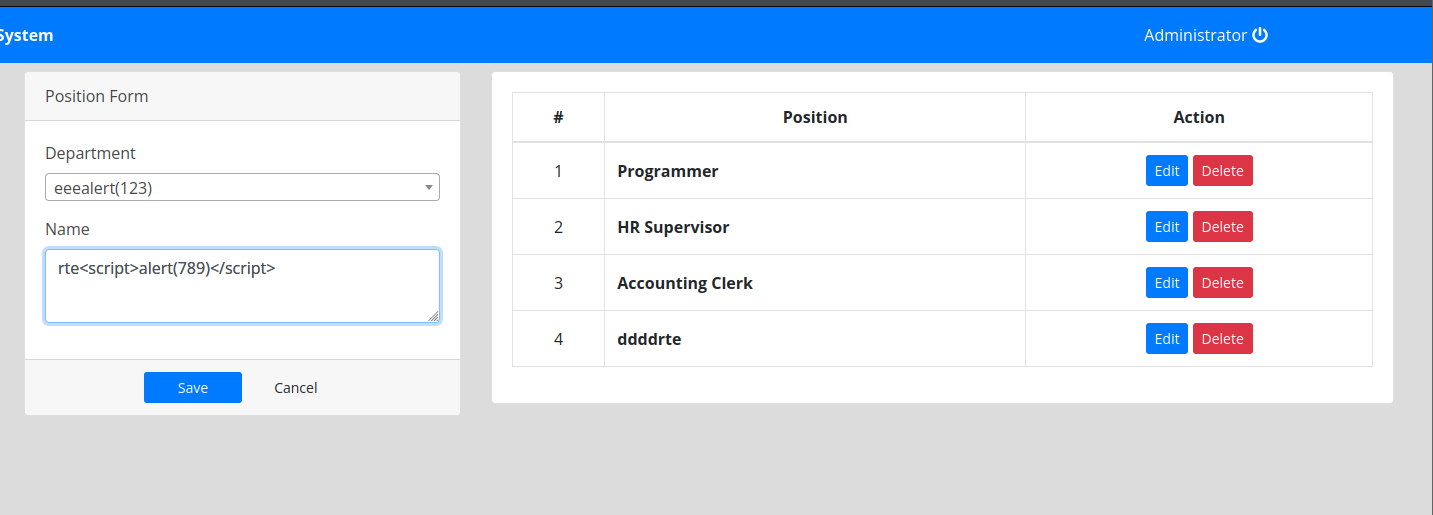 System
Administrator
Position Form
Department
eeealert(123)
Name
rte<script>alert(789)</script>
Save Cancel
# Position Action
1 Programmer Edit Delete
2 HR Supervisor Edit Delete
3 Accounting Clerk Edit Delete
4 ddddrte Edit Delete